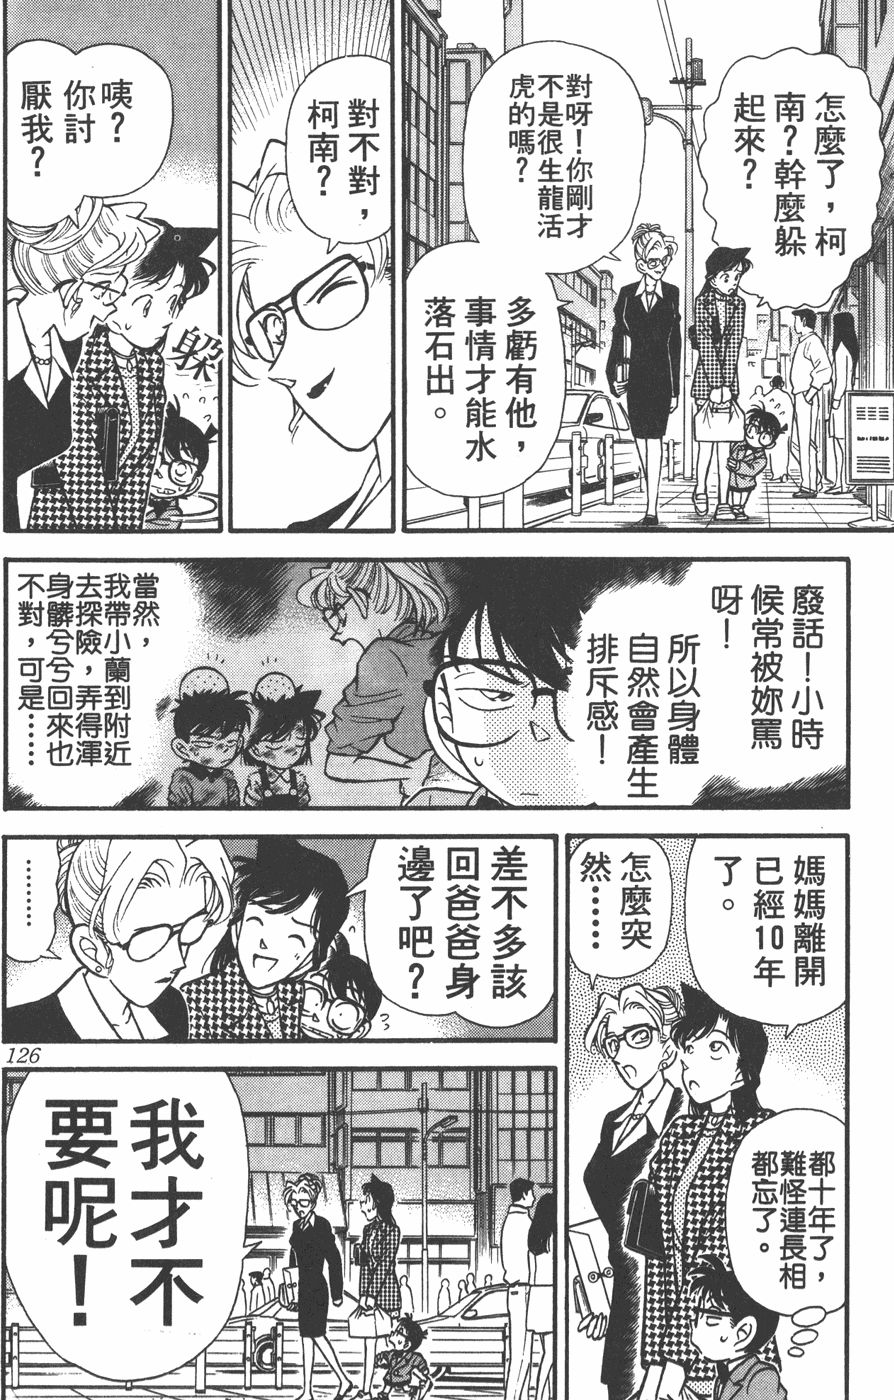 怎麼了，柯
南？幹麼躲
起來？
對呀！你剛才
不是很生龍活
虎的嗎？
多虧有他，
事情才能水
落石出。
對不對，
柯南？
咦？
你討
厭我？
躲
廢話！小時
候常被妳罵
呀！
所以身體
自然會產生
排斥感！
當然，
我帶小蘭到附近
去探險，弄得渾
身髒兮兮回來也
不對，可是……
媽媽離開
已經10年
了。
怎麼突
然……
都十年了，
難怪連長相
都忘了。
差不多該
回爸爸身
邊了吧？
………
我才不
要呢！
126